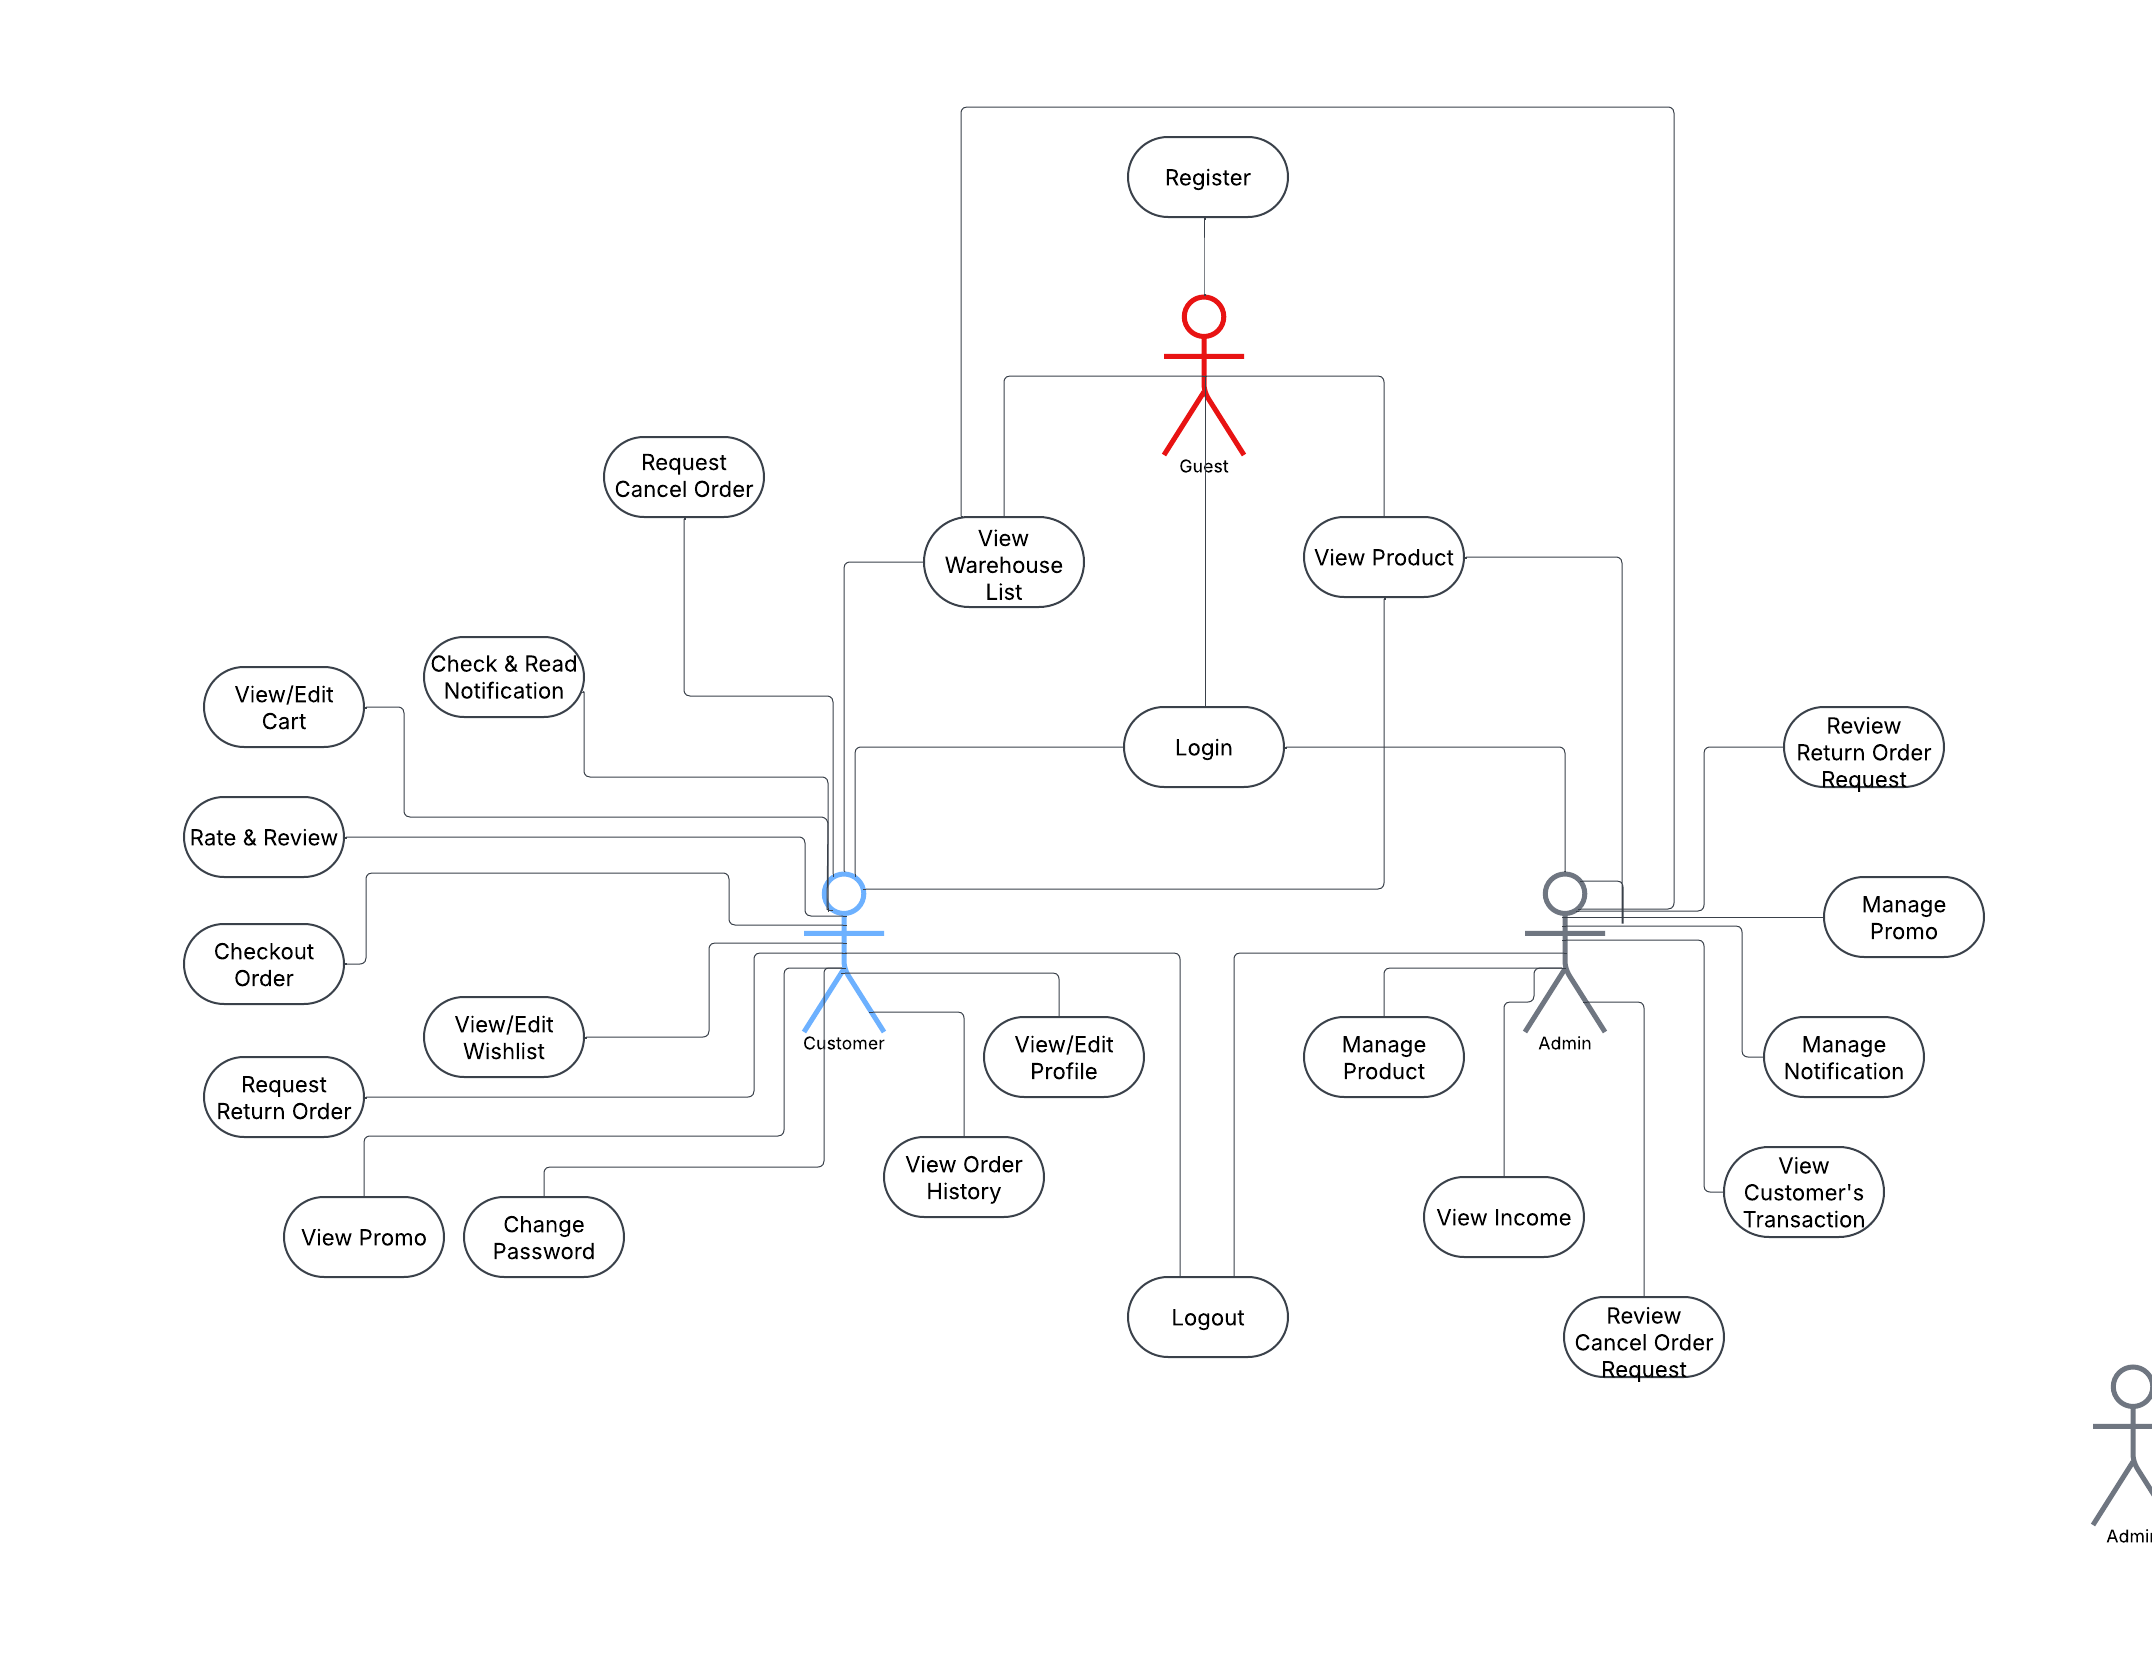 Register
Guest
Request
Cancel Order
View
Warehouse
List
View Product
Check & Read
Notification
View/Edit
Cart
Login
Review
Return Order
Request
Rate & Review
Manage
Promo
Checkout
Order
View/Edit
Wishlist
Customer
View/Edit
Profile
Manage
Product
Admin
Manage
Notification
Request
Return Order
View Order
History
View
Customer's
Transaction
View Promo
Change
Password
View Income
Logout
Review
Cancel Order
Request